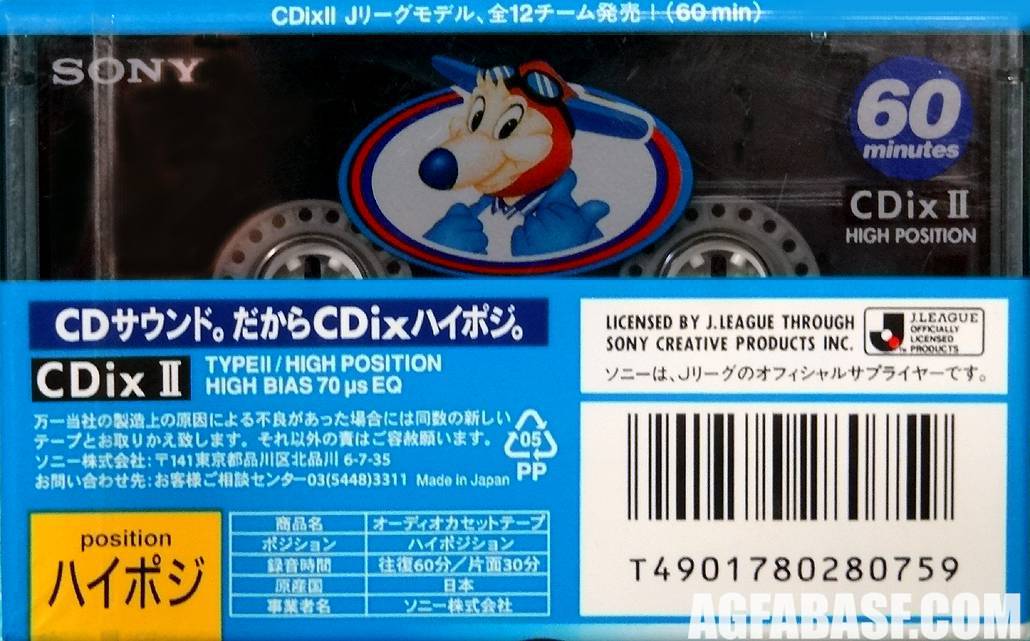 CDixII Jリーグモデル、全12チーム発売!(60min)
SONY
60
minutes
CDix II
HIGH POSITION
CDサウンド。だからCDixハイポジ。
CDix II
TYPEII/HIGH POSITION
HIGH BIAS 70 µs EQ
万一当社の製造上の原因による不良があった場合には同数の新しい
テープとお取りかえ致します。それ以外の責はご容赦願います。
ソニー株式会社:〒141東京都品川区北品川 6-7-35
お問い合わせ先:お客様ご相談センター03(5448)3311 Made in Japan
05
PP
position
ハイポジ
商品名 オーディオカセットテープ
ポジション ハイポジション
録音時間 往復60分/片面30分
原産国 日本
事業者名 ソニー株式会社
LICENSED BY J.LEAGUE THROUGH
SONY CREATIVE PRODUCTS INC.
J.LEAGUE
OFFICIALLY
LICENSED
PRODUCTS
ソニーは、Jリーグのオフィシャルサプライヤーです。
T4901780280759
AGFABASE.COM